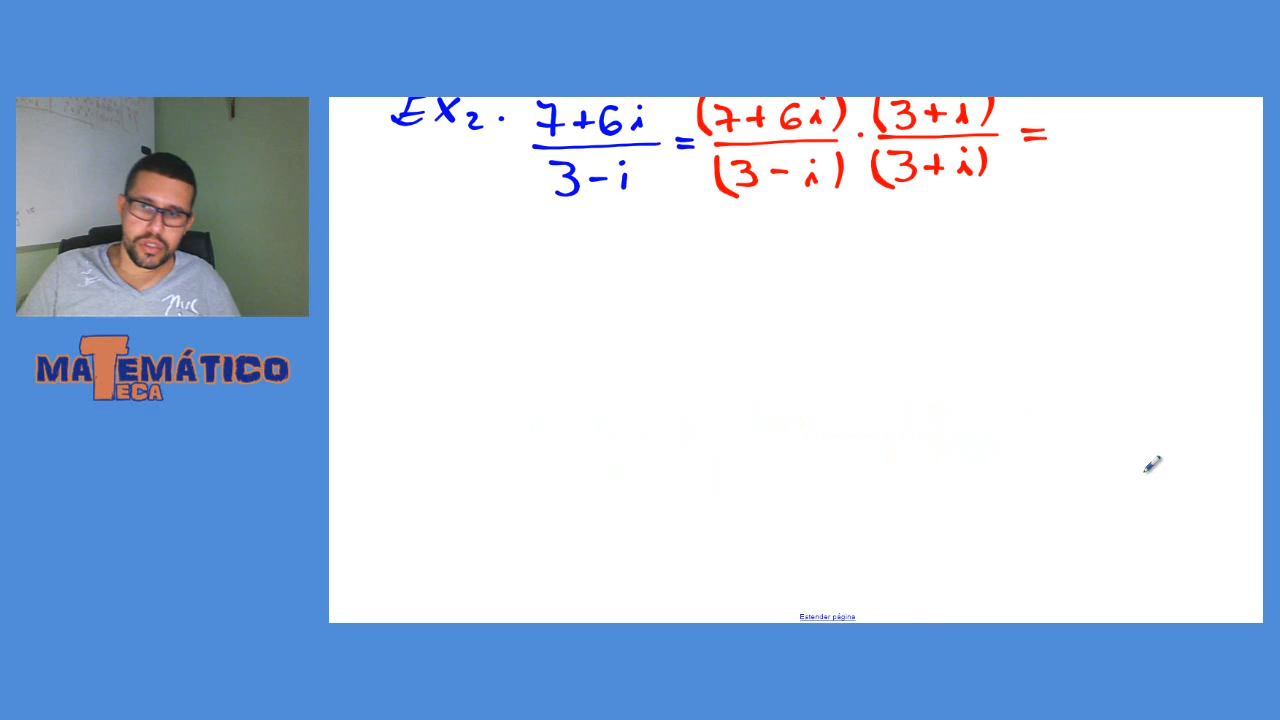 Ex₂. (7+6i)/(3-i) = (7+6i)/(3-i) · (3+i)/(3+i) =
MATEMÁTICO
TECA
Estender página